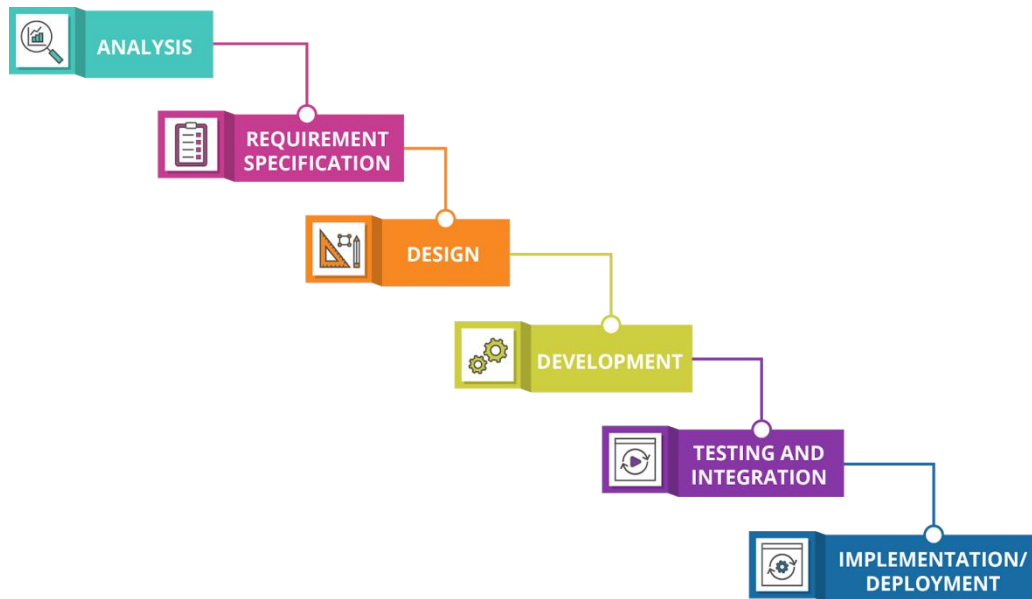 ANALYSIS
REQUIREMENT
SPECIFICATION
DESIGN
DEVELOPMENT
TESTING AND
INTEGRATION
IMPLEMENTATION/
DEPLOYMENT